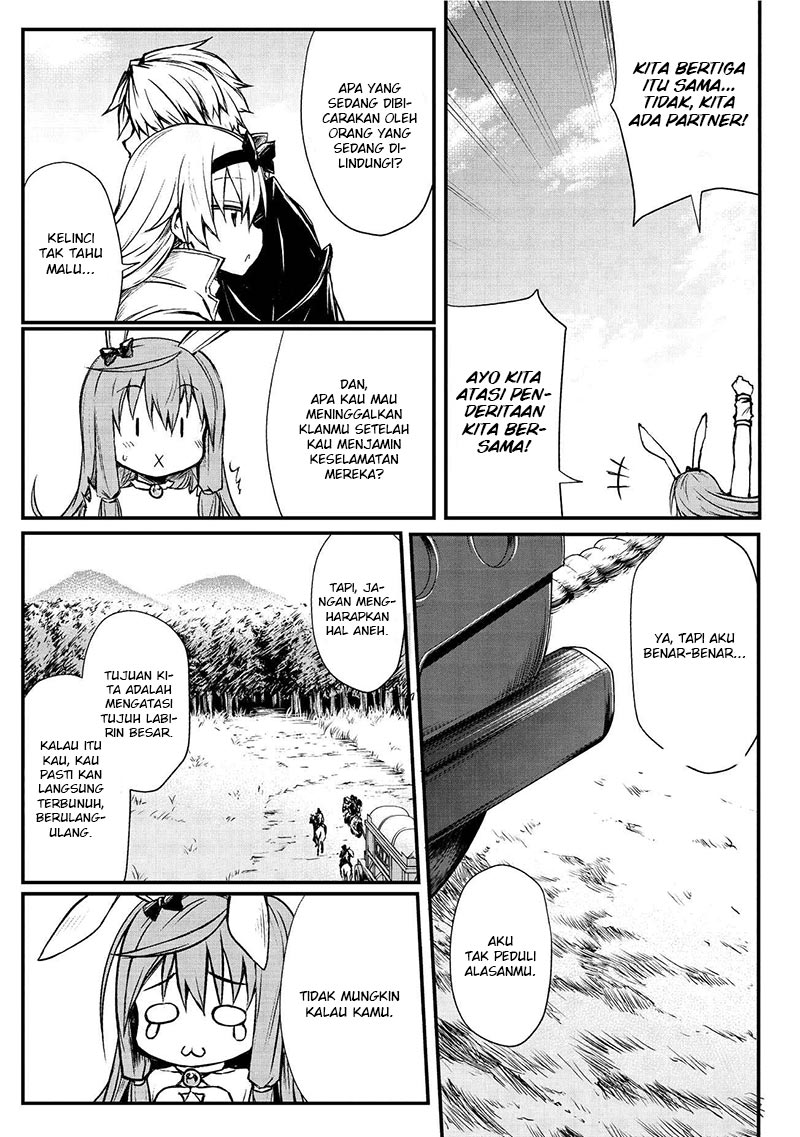 KITA BERTIGA
ITU SAMA...
TIDAK, KITA
ADA PARTNER!
AYO KITA
ATASI PEN-
DERITAAN
KITA BER-
SAMA!
APA YANG
SEDANG DIBI-
CARAKAN OLEH
ORANG YANG
SEDANG DI-
LINDUNGI?
KELINCI
TAK TAHU
MALU...
DAN,
APA KAU MAU
MENINGGALKAN
KLANMU SETELAH
KAU MENJAMIN
KESELAMATAN
MEREKA?
YA, TAPI AKU
BENAR-BENAR...
AKU
TAK PEDULI
ALASANMU.
TAPI, JA-
NGAN MENG-
HARAPKAN
HAL ANEH.
TUJUAN KI-
TA ADALAH
MENGATASI
TUJUH LABI-
RIN BESAR.
KALAU ITU
KAU, KAU
PASTI KAN
LANGSUNG
TERBUNUH,
BERULANG-
ULANG.
TIDAK MUNGKIN
KALAU KAMU.